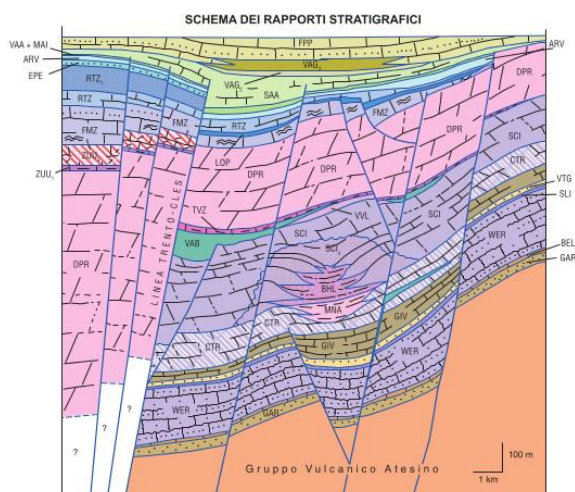 SCHEMA DEI RAPPORTI STRATIGRAFICI
FPP
VAA + MAI
ARV
ARV
VAG
EPE
VAG
SAA
RTZ
DPR
RTZ
RTZ
FMZ
FMZ
FMZ
DPR
SCI
ZUU
LOP
DPR
DPR
CTR
ZUU
VTG
TVZ
SLI
LINEA TRENTO-CLES
VVL
SCI
VAB
SCI
SCI
WER
BEL
DPR
GAR
BHL
MNA
CTR
GIV
CTR
GIV
WER
?
WER
GAR
?
?
100 m
Gruppo Vulcanico Atesino
1 km